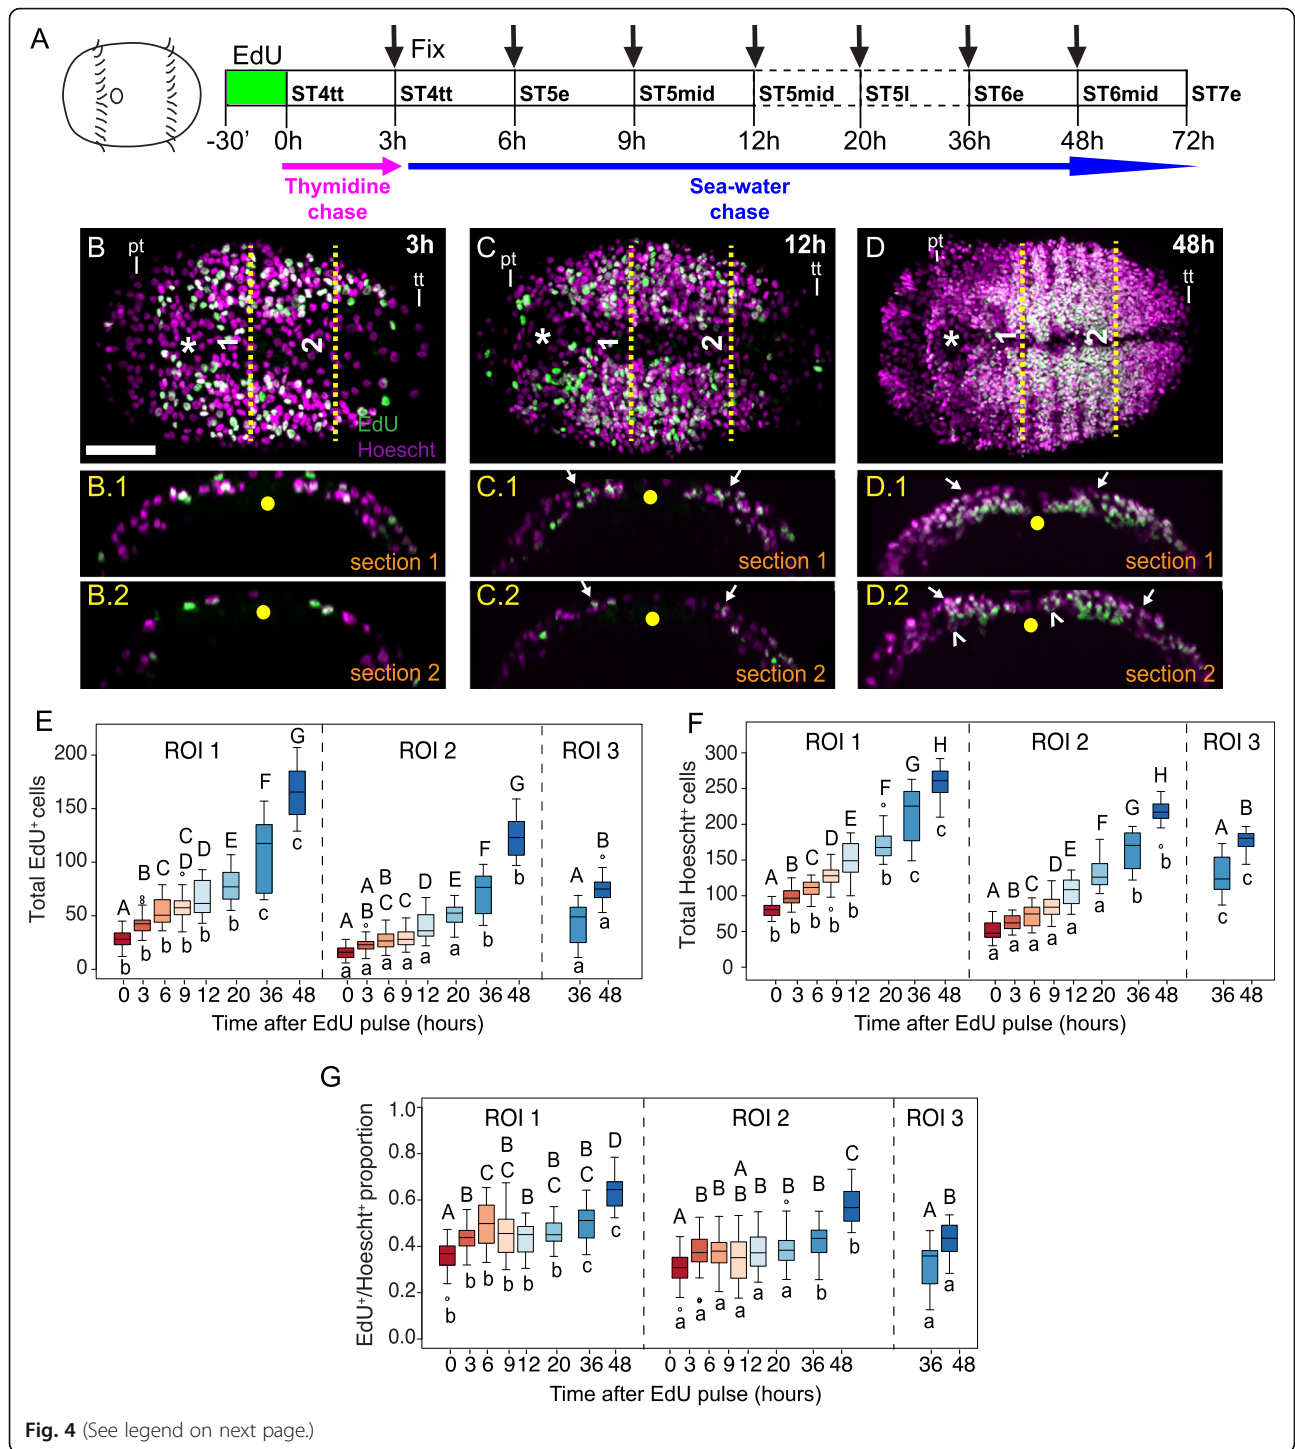 A
EdU
Fix
ST4tt ST4tt ST5e ST5mid ST5mid ST5l ST6e ST6mid ST7e
-30' 0h 3h 6h 9h 12h 20h 36h 48h 72h
Thymidine
chase
Sea-water
chase
B pt 3h tt
* 1 2
EdU
Hoescht
C pt 12h tt
* 1 2
D pt 48h tt
* 1 2
B.1 section 1
C.1 section 1
D.1 section 1
B.2 section 2
C.2 section 2
D.2 section 2
E
ROI 1 ROI 2 ROI 3
Total EdU+ cells
200
150
100
50
0
A B C C D D E F G
b b b b b b c c
A A B B C C D E F G
a a a a a a b b
A B
a a
0 3 6 9 12 20 36 48 0 3 6 9 12 20 36 48 36 48
Time after EdU pulse (hours)
F
ROI 1 ROI 2 ROI 3
Total Hoescht+ cells
300
250
200
150
100
50
0
A B C D E F G H
b b b b b b c c
A B C D E F G H
a a a a a a b b
A B
c c
0 3 6 9 12 20 36 48 0 3 6 9 12 20 36 48 36 48
Time after EdU pulse (hours)
G
ROI 1 ROI 2 ROI 3
EdU+/Hoescht+ proportion
1.0
0.8
0.6
0.4
0.2
0.0
A B C B C B B C B C D
b b b b b b c c
A B B A B B B B C
a a a a a a b b
A B
a a
0 3 6 9 12 20 36 48 0 3 6 9 12 20 36 48 36 48
Time after EdU pulse (hours)
Fig. 4 (See legend on next page.)